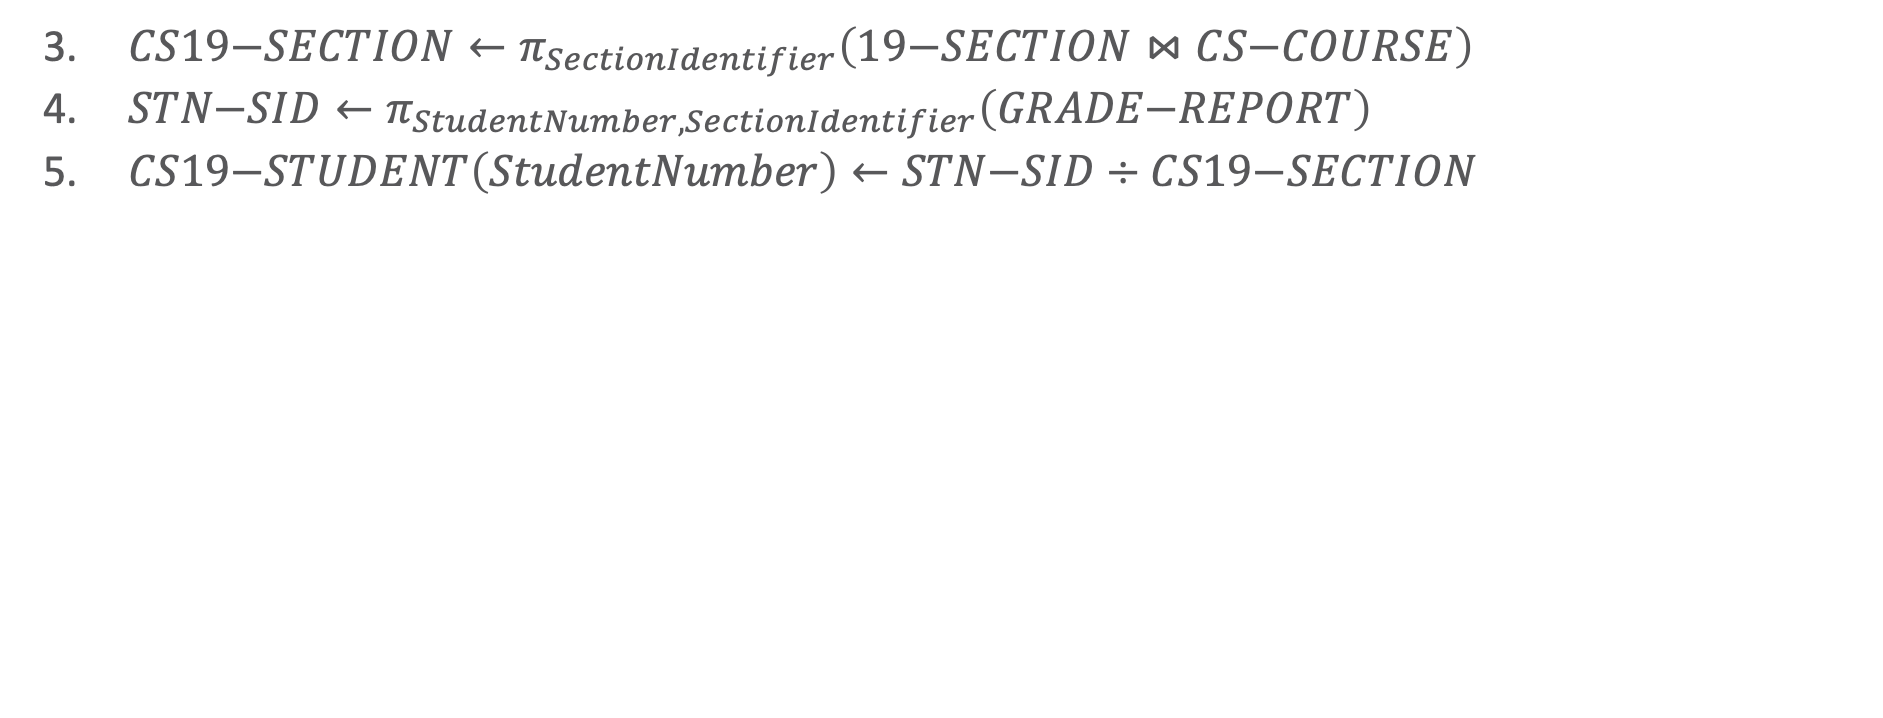 3. CS19−SECTION ← π_SectionIdentifier(19−SECTION ⋈ CS−COURSE)
4. STN−SID ← π_StudentNumber,SectionIdentifier(GRADE−REPORT)
5. CS19−STUDENT(StudentNumber) ← STN−SID ÷ CS19−SECTION